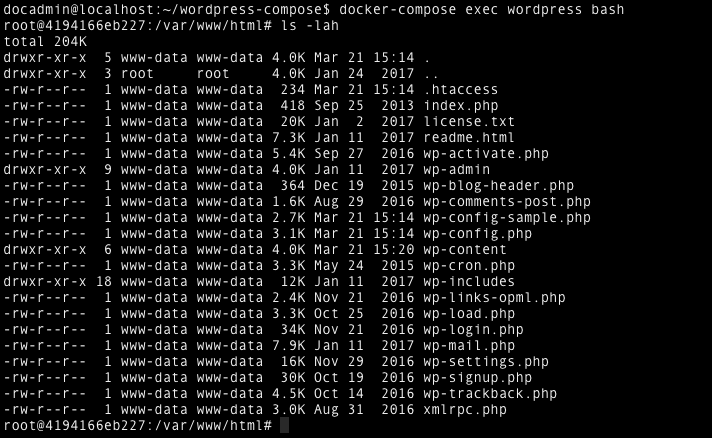 docadmin@localhost:~/wordpress-compose$ docker-compose exec wordpress bash
root@4194166eb227:/var/www/html# ls -lah
total 204K
drwxr-xr-x  5 www-data www-data 4.0K Mar 21 15:14 .
drwxr-xr-x  3 root     root     4.0K Jan 24  2017 ..
-rw-r--r--  1 www-data www-data  234 Mar 21 15:14 .htaccess
-rw-r--r--  1 www-data www-data  418 Sep 25  2013 index.php
-rw-r--r--  1 www-data www-data  20K Jan  2  2017 license.txt
-rw-r--r--  1 www-data www-data 7.3K Jan 11  2017 readme.html
-rw-r--r--  1 www-data www-data 5.4K Sep 27  2016 wp-activate.php
drwxr-xr-x  9 www-data www-data 4.0K Jan 11  2017 wp-admin
-rw-r--r--  1 www-data www-data  364 Dec 19  2015 wp-blog-header.php
-rw-r--r--  1 www-data www-data 1.6K Aug 29  2016 wp-comments-post.php
-rw-r--r--  1 www-data www-data 2.7K Mar 21 15:14 wp-config-sample.php
-rw-r--r--  1 www-data www-data 3.1K Mar 21 15:14 wp-config.php
drwxr-xr-x  6 www-data www-data 4.0K Mar 21 15:20 wp-content
-rw-r--r--  1 www-data www-data 3.3K May 24  2015 wp-cron.php
drwxr-xr-x 18 www-data www-data  12K Jan 11  2017 wp-includes
-rw-r--r--  1 www-data www-data 2.4K Nov 21  2016 wp-links-opml.php
-rw-r--r--  1 www-data www-data 3.3K Oct 25  2016 wp-load.php
-rw-r--r--  1 www-data www-data  34K Nov 21  2016 wp-login.php
-rw-r--r--  1 www-data www-data 7.9K Jan 11  2017 wp-mail.php
-rw-r--r--  1 www-data www-data  16K Nov 29  2016 wp-settings.php
-rw-r--r--  1 www-data www-data  30K Oct 19  2016 wp-signup.php
-rw-r--r--  1 www-data www-data 4.5K Oct 14  2016 wp-trackback.php
-rw-r--r--  1 www-data www-data 3.0K Aug 31  2016 xmlrpc.php
root@4194166eb227:/var/www/html#